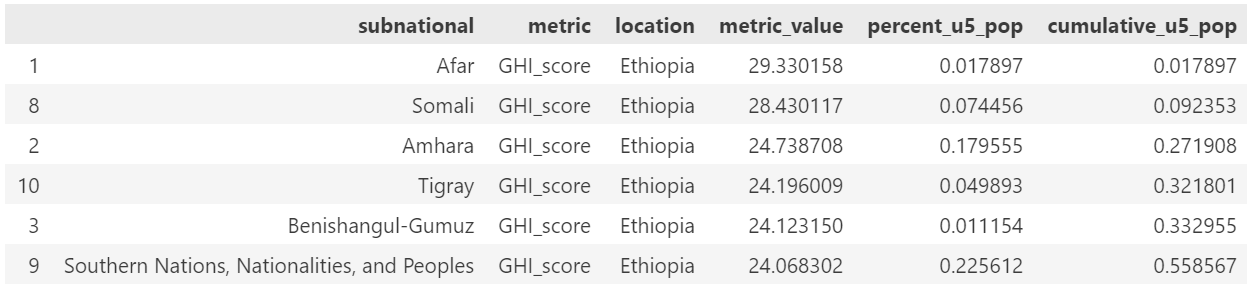 subnational metric location metric_value percent_u5_pop cumulative_u5_pop
1 Afar GHI_score Ethiopia 29.330158 0.017897 0.017897
8 Somali GHI_score Ethiopia 28.430117 0.074456 0.092353
2 Amhara GHI_score Ethiopia 24.738708 0.179555 0.271908
10 Tigray GHI_score Ethiopia 24.196009 0.049893 0.321801
3 Benishangul-Gumuz GHI_score Ethiopia 24.123150 0.011154 0.332955
9 Southern Nations, Nationalities, and Peoples GHI_score Ethiopia 24.068302 0.225612 0.558567